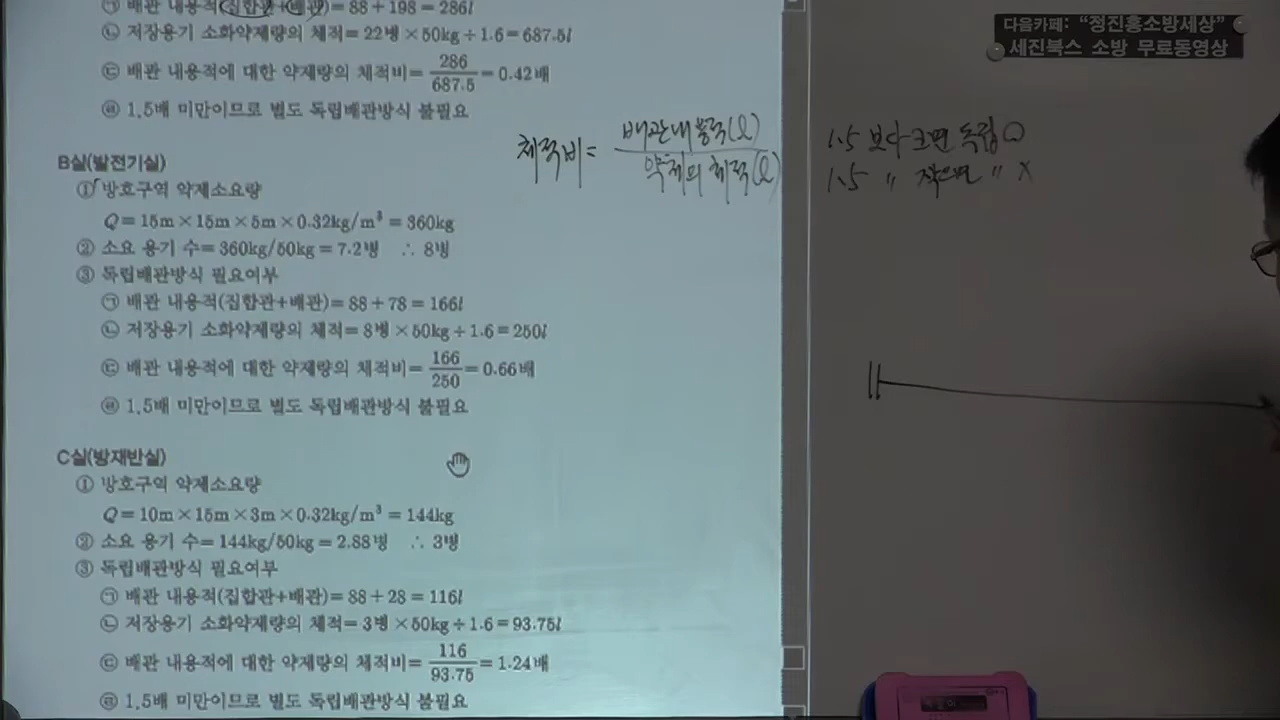 ㉠ 배관 내용적(집합관+배관)= 88 + 198 = 286l
㉡ 저장용기 소화약제량의 체적= 22병 × 50kg ÷ 1.6 = 687.5l
㉢ 배관 내용적에 대한 약제량의 체적비= 286/687.5 = 0.42배
㉣ 1.5배 미만이므로 별도 독립배관방식 불필요
B실(발전기실)
① 방호구역 약제소요량
Q = 15m × 15m × 5m × 0.32kg/m³ = 360kg
② 소요 용기 수= 360kg/50kg = 7.2병 ∴ 8병
③ 독립배관방식 필요여부
㉠ 배관 내용적(집합관+배관)= 88 + 78 = 166l
㉡ 저장용기 소화약제량의 체적= 8병 × 50kg ÷ 1.6 = 250l
㉢ 배관 내용적에 대한 약제량의 체적비= 166/250 = 0.66배
㉣ 1.5배 미만이므로 별도 독립배관방식 불필요
C실(방재반실)
① 방호구역 약제소요량
Q = 10m × 15m × 3m × 0.32kg/m³ = 144kg
② 소요 용기 수= 144kg/50kg = 2.88병 ∴ 3병
③ 독립배관방식 필요여부
㉠ 배관 내용적(집합관+배관)= 88 + 28 = 116l
㉡ 저장용기 소화약제량의 체적= 3병 × 50kg ÷ 1.6 = 93.75l
㉢ 배관 내용적에 대한 약제량의 체적비= 116/93.75 = 1.24배
㉣ 1.5배 미만이므로 별도 독립배관방식 불필요
체적비 = 배관내용적(l) / 약제의 체적(l)
1.5 보다 크면 독립 ○
1.5 〃 작으면 〃 ×
다음카페: "정진홍소방세상"
세진북스 소방 무료동영상